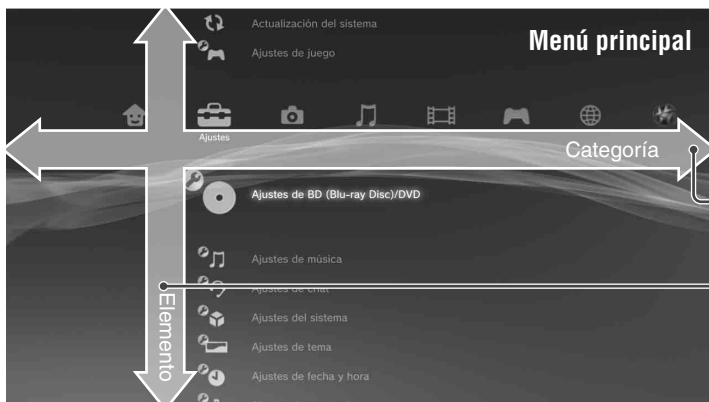 Actualización del sistema
Menú principal
Ajustes de juego
Ajustes
Categoría
Ajustes de BD (Blu-ray Disc)/DVD
Ajustes de música
Ajustes de chat
Elemento
Ajustes del sistema
Ajustes de tema
Ajustes de fecha y hora